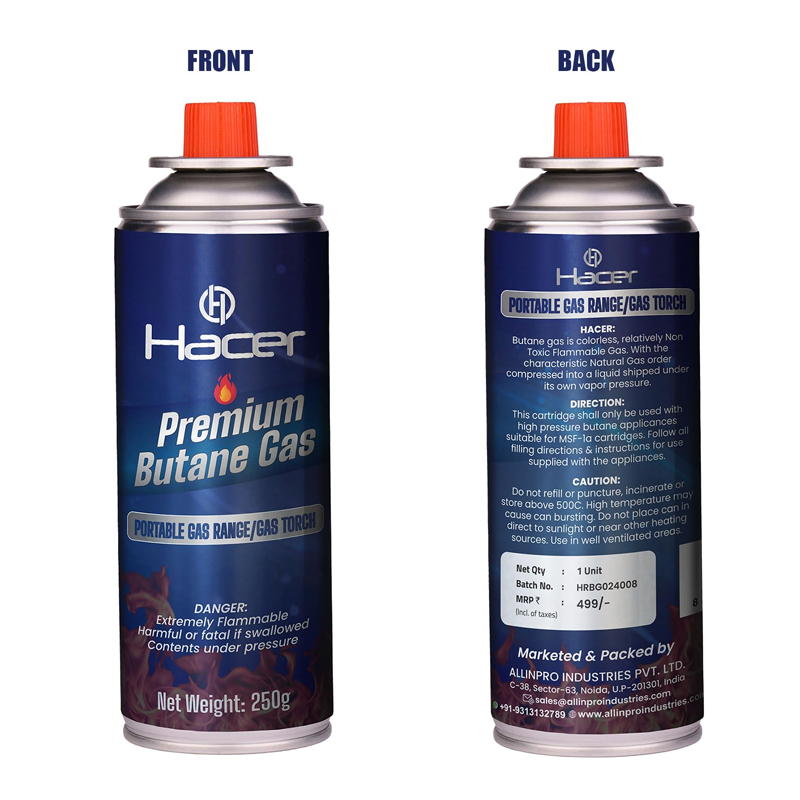 FRONT
Hacer
Premium
Butane Gas
PORTABLE GAS RANGE/GAS TORCH
DANGER:
Extremely Flammable
Harmful or fatal if swallowed
Contents under pressure
Net Weight: 250g
BACK
Hacer
PORTABLE GAS RANGE/GAS TORCH
HACER:
Butane gas is colorless, relatively Non
Toxic Flammable Gas. With the
characteristic Natural Gas order
compressed into a liquid shipped under
its own vapor pressure.
DIRECTION:
This cartridge shall only be used with
high pressure butane applicances
suitable for MSF-1a cartridges. Follow all
filling directions & instructions for use
supplied with the appliances.
CAUTION:
Do not refill or puncture, incinerate or
store above 500C. High temperature may
cause can bursting. Do not place can in
direct to sunlight or near other heating
sources. Use in well ventilated areas.
Net Qty : 1 Unit
Batch No. : HRBG024008
MRP ₹ : 499/-
(Incl. of taxes)
8
Marketed & Packed by
ALLINPRO INDUSTRIES PVT. LTD.
C-38, Sector-63, Noida, U.P-201301, India
sales@allinproindustries.com
+91-9313132789 www.allinproindustries.co